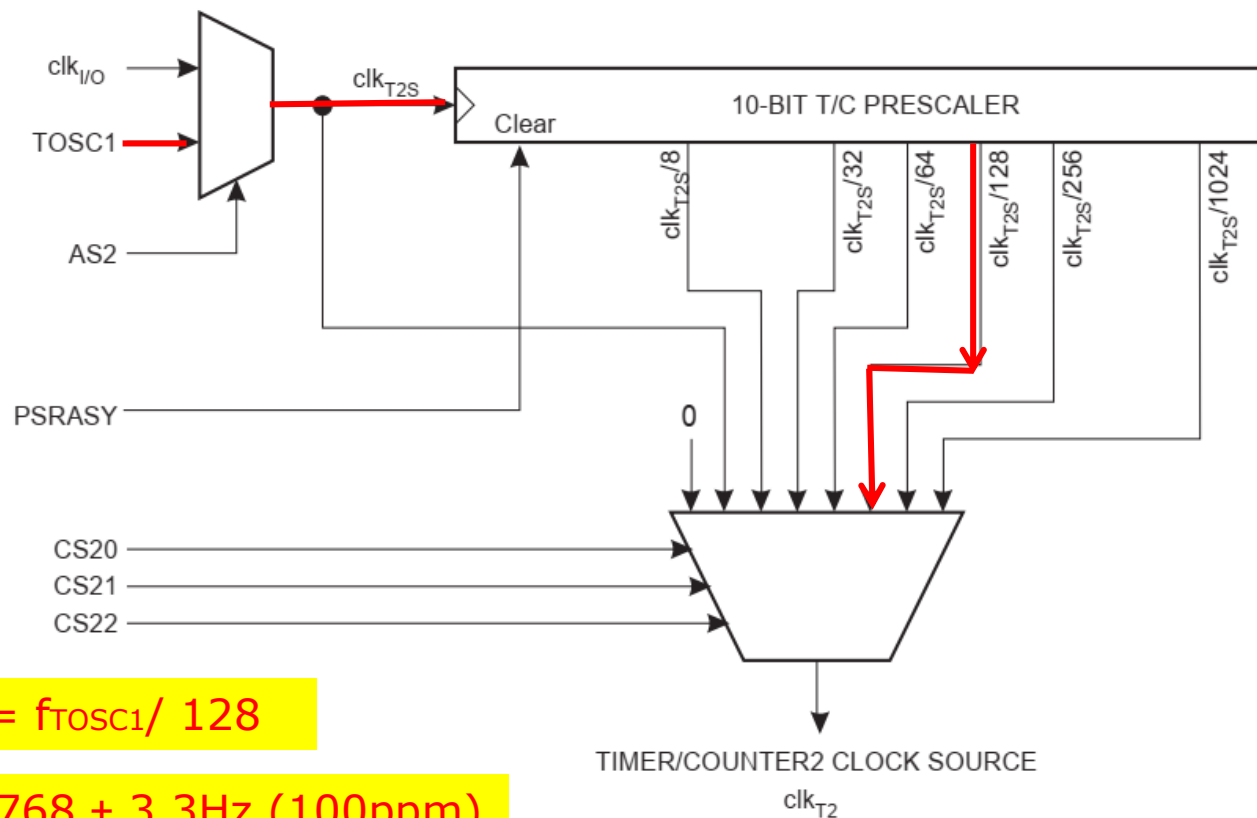 clkI/O
clkT2S
TOSC1
10-BIT T/C PRESCALER
Clear
clkT2S/8
clkT2S/32
clkT2S/64
clkT2S/128
clkT2S/256
clkT2S/1024
AS2
PSRASY
0
CS20
CS21
CS22
= fTOSC1/ 128
TIMER/COUNTER2 CLOCK SOURCE
clkT2
768 ± 3.3Hz (100ppm)